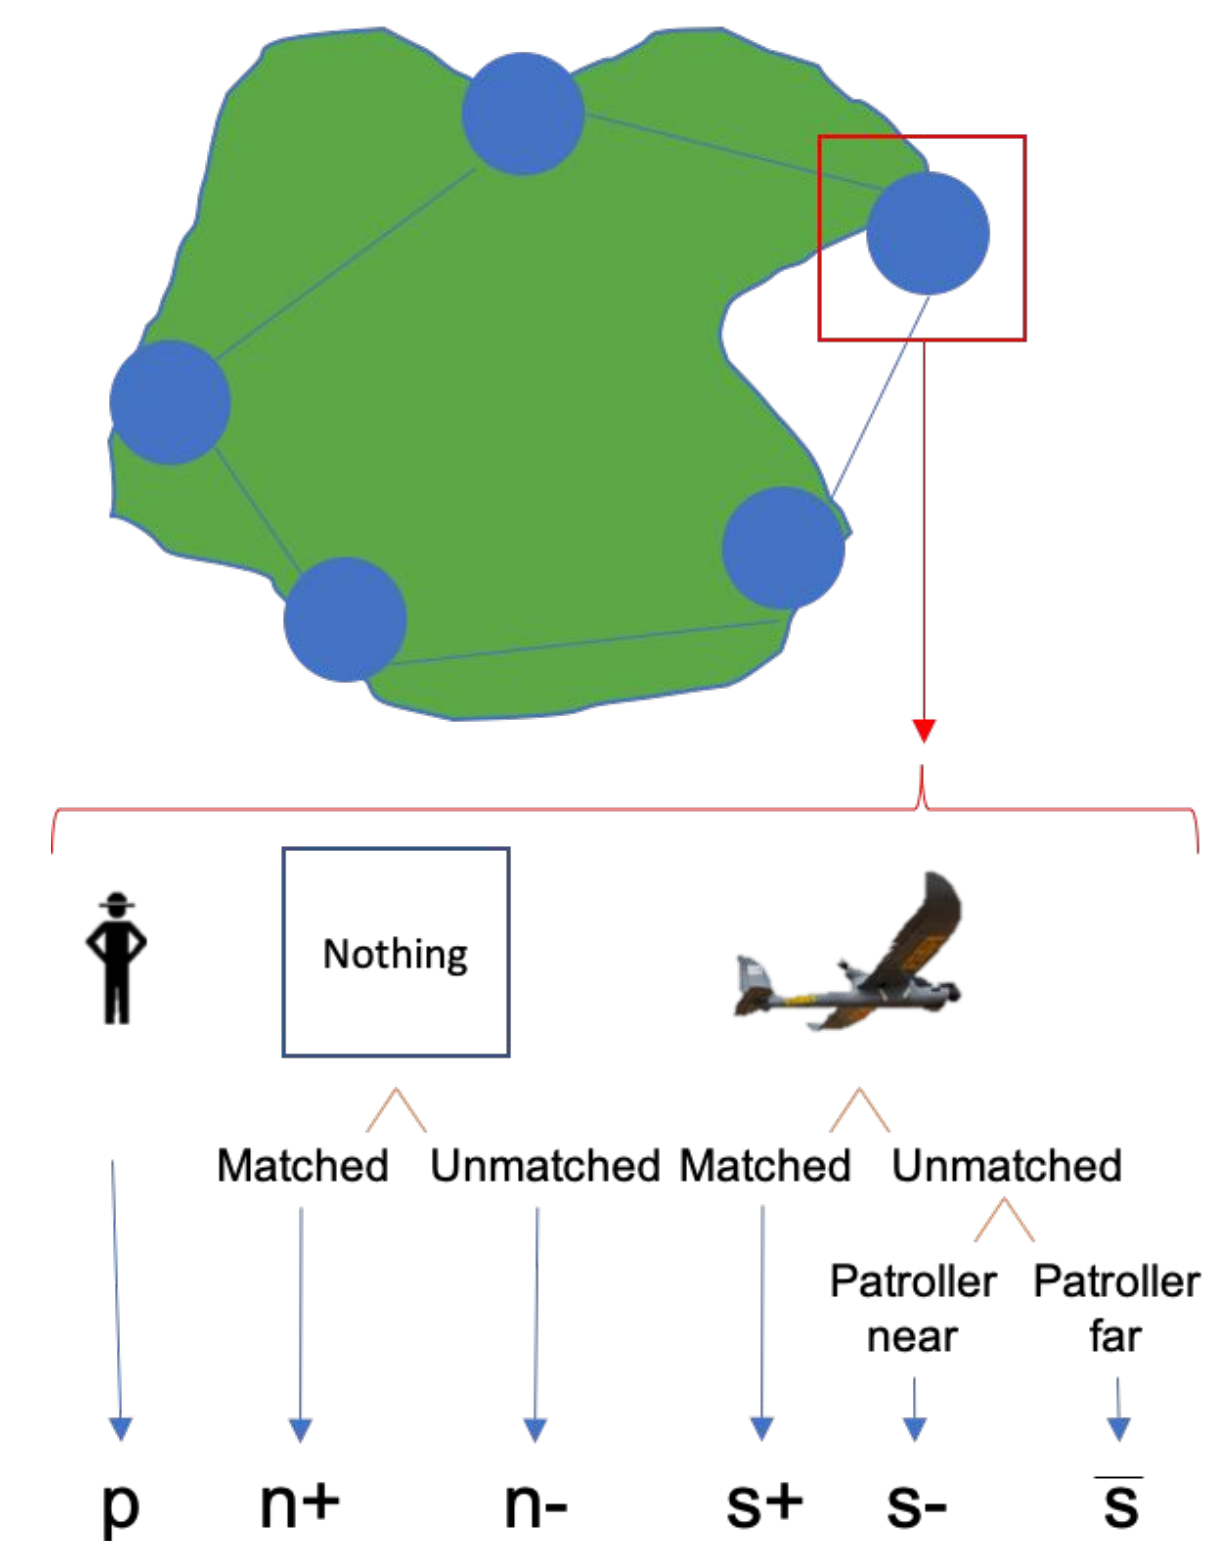 Nothing
Matched Unmatched Matched Unmatched
Patroller near Patroller far
p n+ n- s+ s- s̅